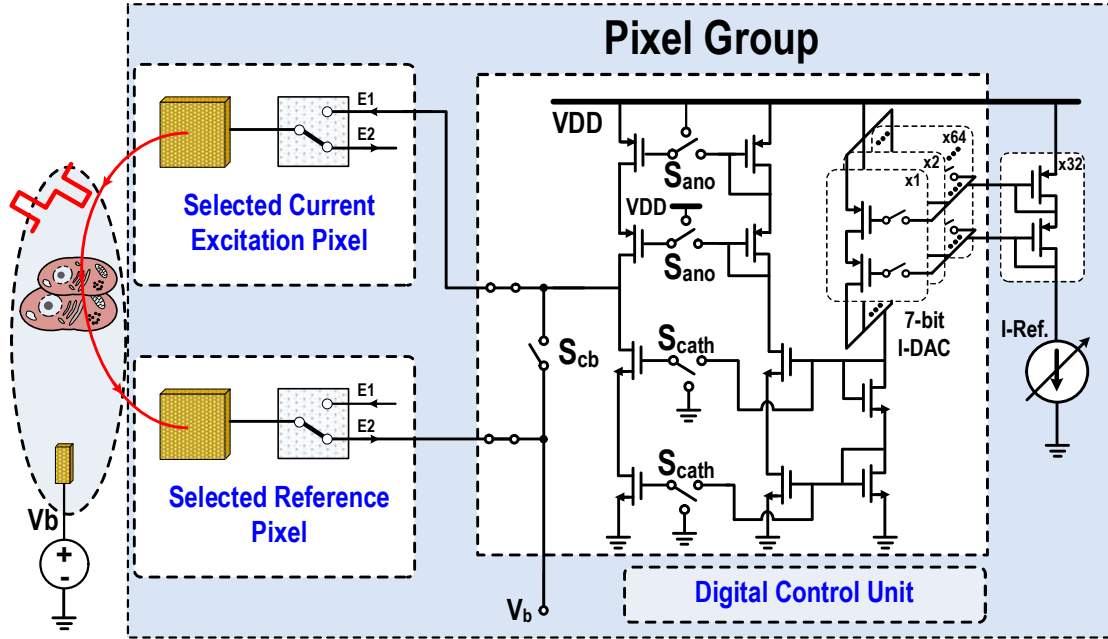 Pixel Group
E1
E2
Selected Current
Excitation Pixel
VDD
Sano
VDD
Sano
x64
x2
x1
x32
7-bit
I-DAC
I-Ref.
Scb
Scath
Scath
E1
E2
Selected Reference
Pixel
Vb
+
-
Vb
Digital Control Unit